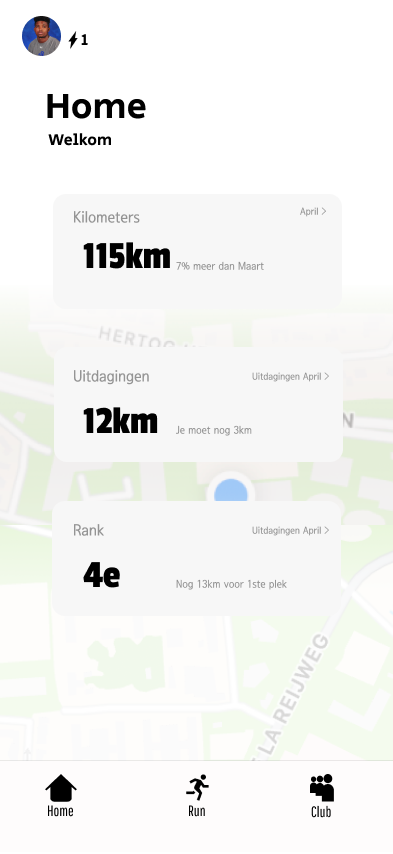 1
Home
Welkom
Kilometers
April >
115km
7% meer dan Maart
HERTOG
Uitdagingen
Uitdagingen April >
12km
Je moet nog 3km
N
Rank
Uitdagingen April >
4e
Nog 13km voor 1ste plek
LA REIJWEG
Home
Run
Club